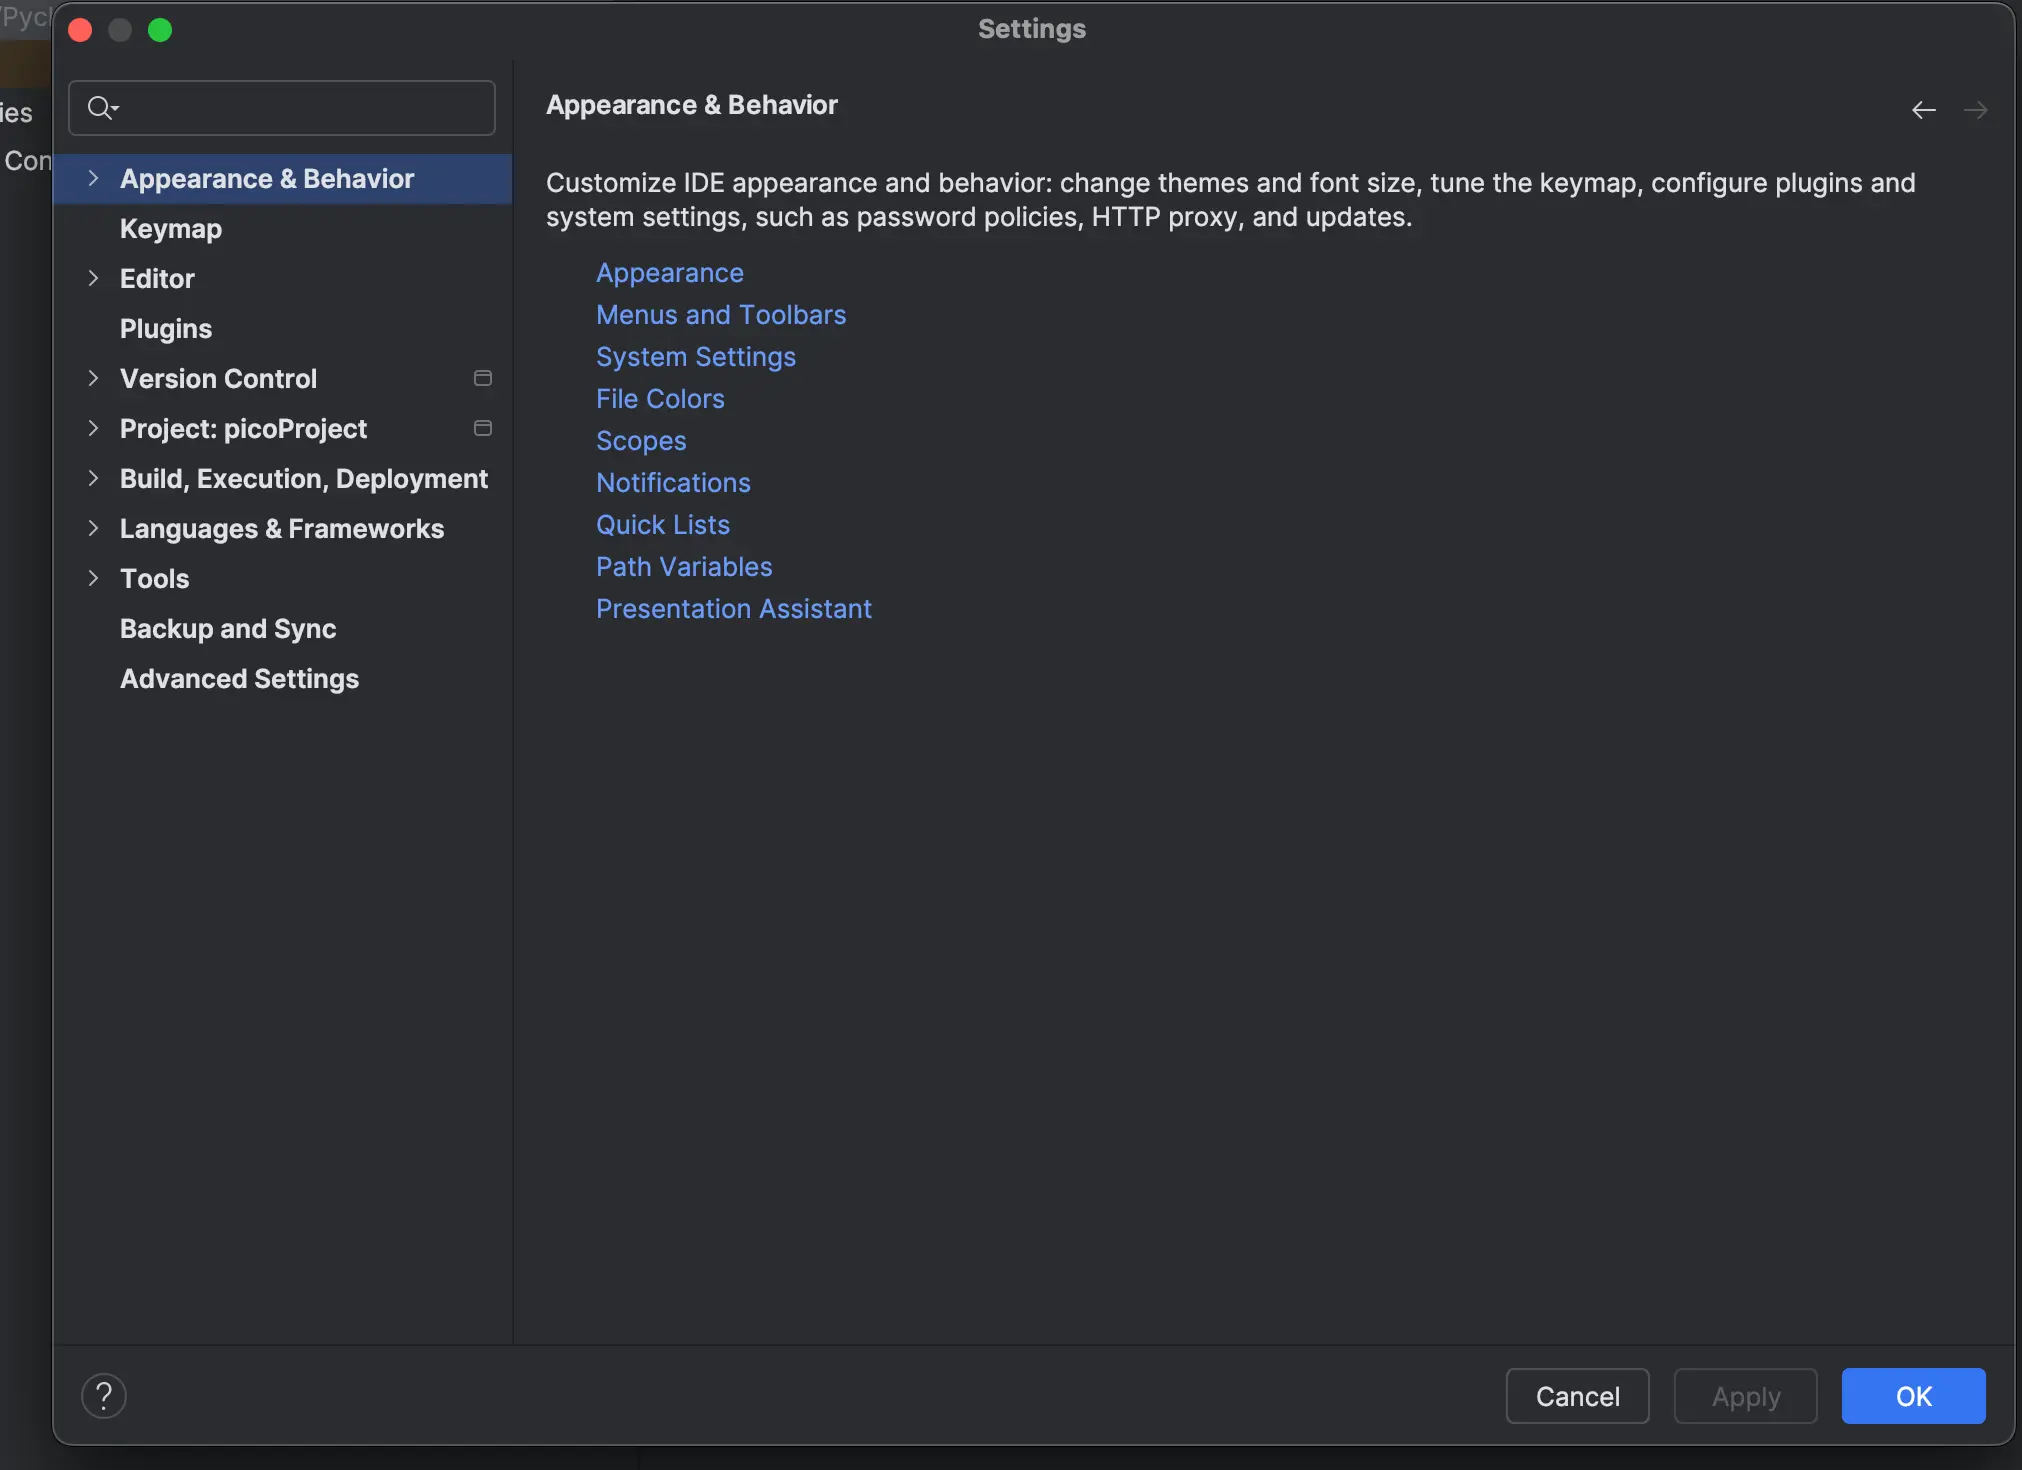 Settings
ies
Con
Appearance & Behavior
Keymap
Editor
Plugins
Version Control
Project: picoProject
Build, Execution, Deployment
Languages & Frameworks
Tools
Backup and Sync
Advanced Settings
Appearance & Behavior
Customize IDE appearance and behavior: change themes and font size, tune the keymap, configure plugins and
system settings, such as password policies, HTTP proxy, and updates.
Appearance
Menus and Toolbars
System Settings
File Colors
Scopes
Notifications
Quick Lists
Path Variables
Presentation Assistant
?
Cancel
Apply
OK